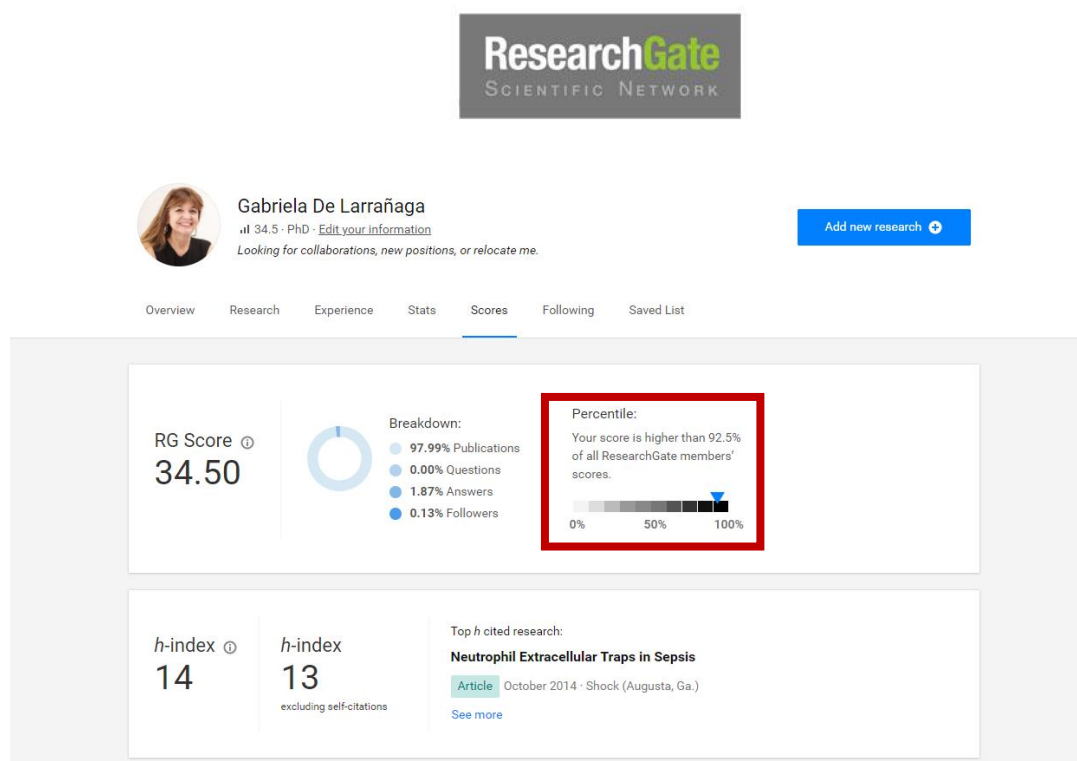 ResearchGate
SCIENTIFIC NETWORK
Gabriela De Larrañaga
34.5 · PhD · Edit your information
Looking for collaborations, new positions, or relocate me.
Add new research
Overview Research Experience Stats Scores Following Saved List
RG Score
34.50
Breakdown:
97.99% Publications
0.00% Questions
1.87% Answers
0.13% Followers
Percentile:
Your score is higher than 92.5%
of all ResearchGate members'
scores.
0% 50% 100%
h-index
14
h-index
13
excluding self-citations
Top h cited research:
Neutrophil Extracellular Traps in Sepsis
Article October 2014 · Shock (Augusta, Ga.)
See more